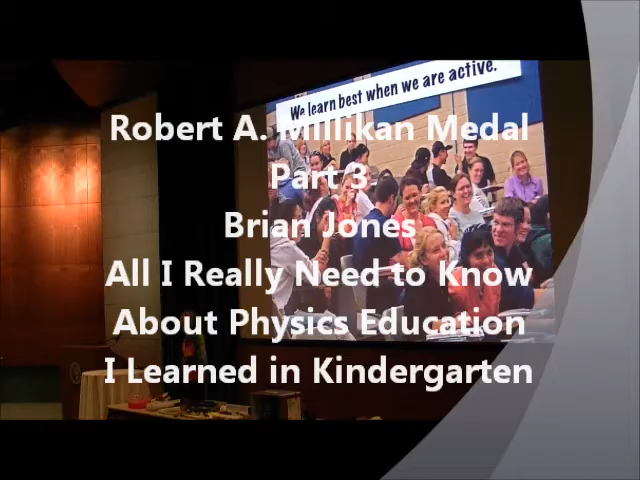 We learn best when we are active.
Robert A. Millikan Medal
Part 3
Brian Jones
All I Really Need to Know
About Physics Education
I Learned in Kindergarten